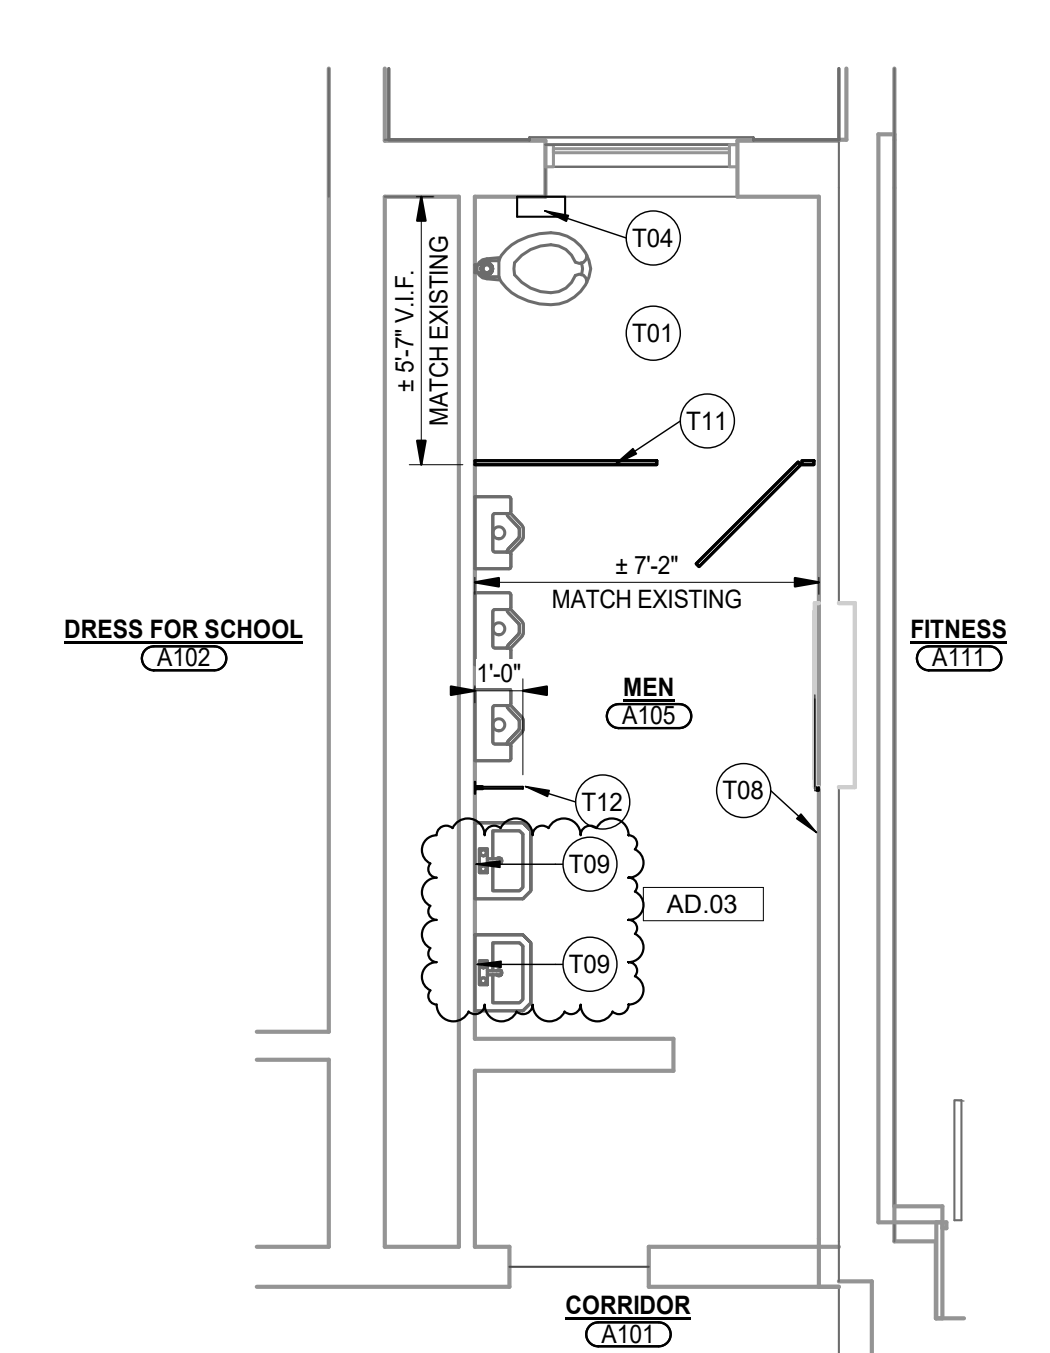 T04
± 5'-7" V.I.F.
MATCH EXISTING
T01
T11
± 7'-2"
MATCH EXISTING
DRESS FOR SCHOOL
A102
FITNESS
A111
1'-0"
MEN
A105
T12
T08
T09
AD.03
T09
CORRIDOR
A101